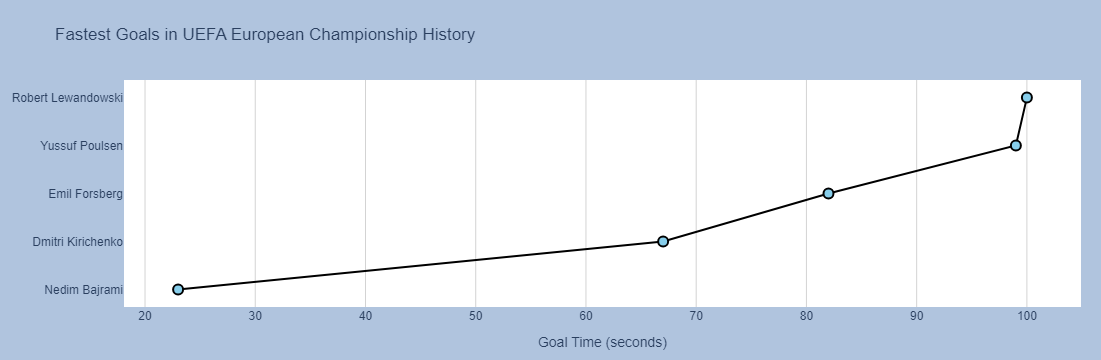 Fastest Goals in UEFA European Championship History
Robert Lewandowski
Yussuf Poulsen
Emil Forsberg
Dmitri Kirichenko
Nedim Bajrami
20 30 40 50 60 70 80 90 100
Goal Time (seconds)